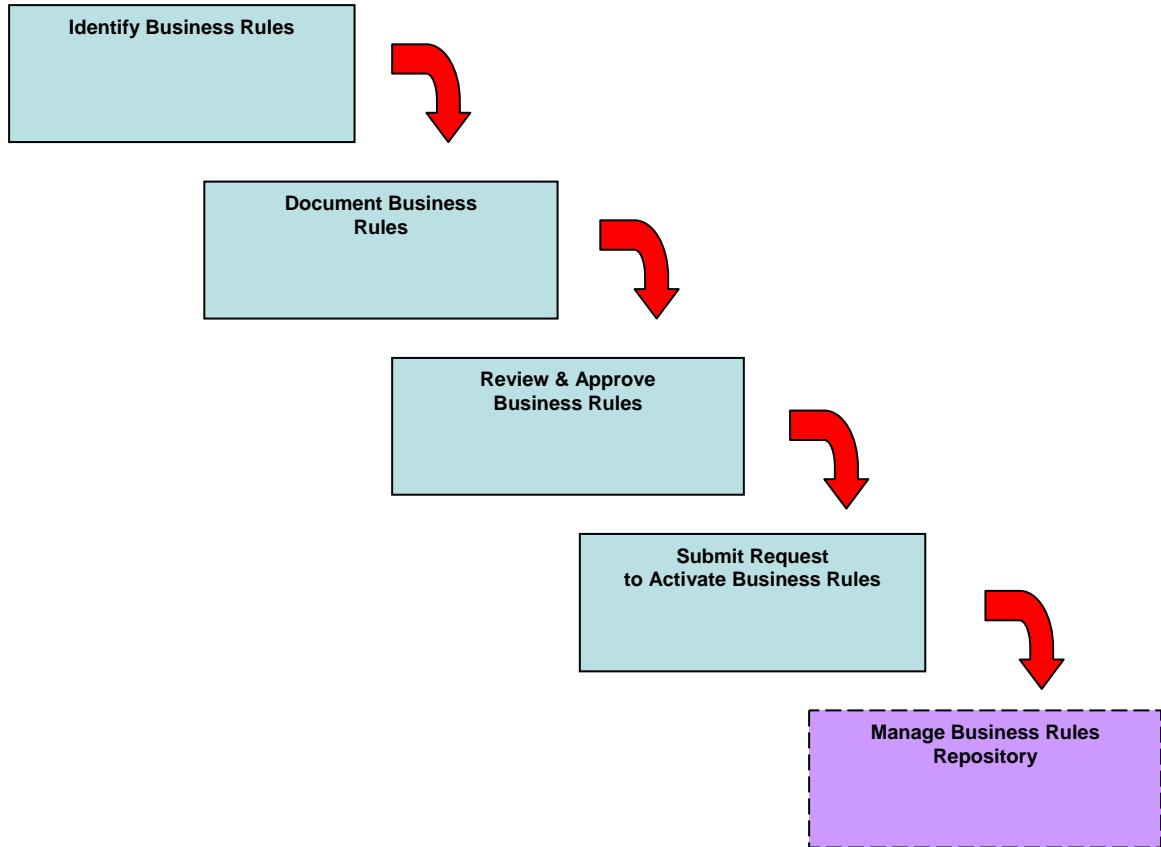 Identify Business Rules
Document Business
Rules
Review & Approve
Business Rules
Submit Request
to Activate Business Rules
Manage Business Rules
Repository